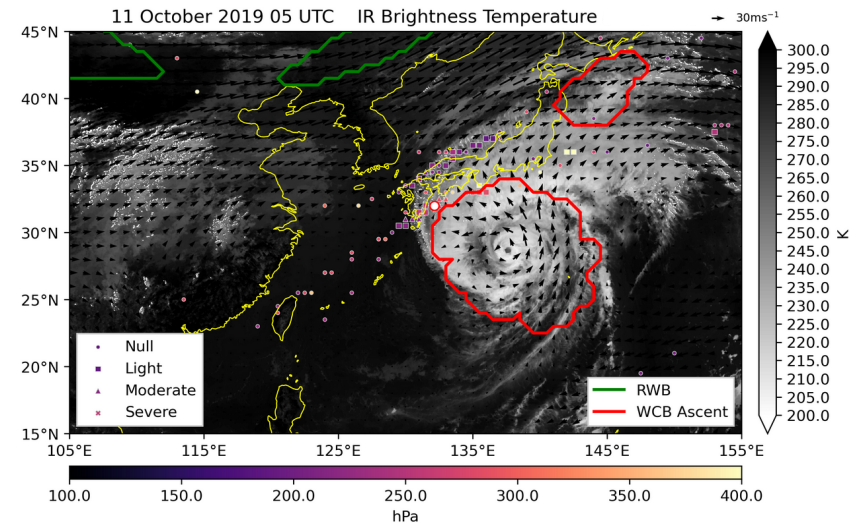 11 October 2019 05 UTC IR Brightness Temperature
30ms⁻¹
45°N
40°N
35°N
30°N
25°N
20°N
15°N
105°E 115°E 125°E 135°E 145°E 155°E
Null
Light
Moderate
Severe
RWB
WCB Ascent
300.0
295.0
290.0
285.0
280.0
275.0
270.0
265.0
260.0
255.0
250.0
245.0
240.0
235.0
230.0
225.0
220.0
215.0
210.0
205.0
200.0
K
100.0 150.0 200.0 250.0 300.0 350.0 400.0
hPa